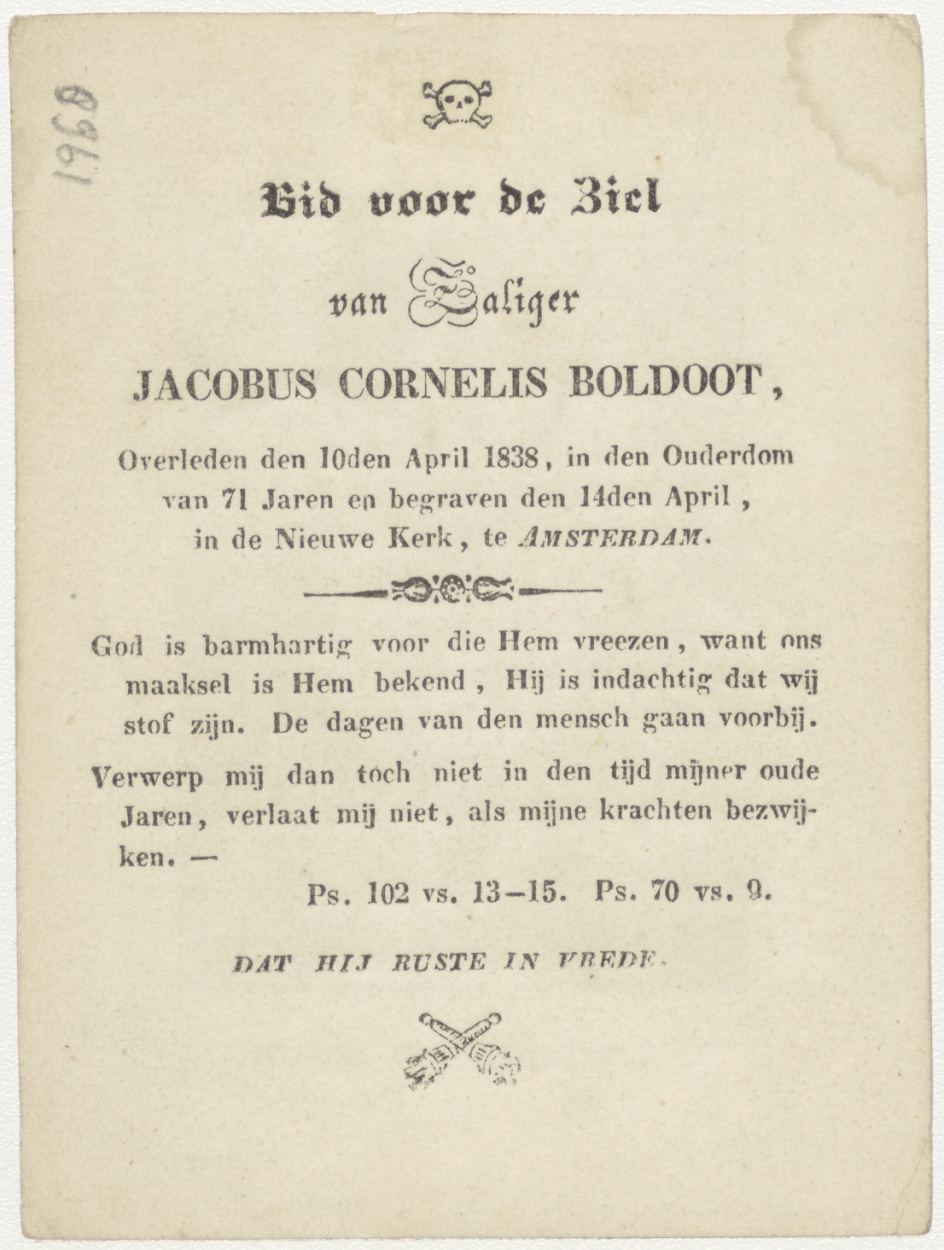 1960
Bid voor de Ziel
van Zaliger
JACOBUS CORNELIS BOLDOOT,
Overleden den 10den April 1838, in den Ouderdom
van 71 Jaren en begraven den 14den April,
in de Nieuwe Kerk, te AMSTERDAM.
God is barmhartig voor die Hem vreezen, want ons
maaksel is Hem bekend, Hij is indachtig dat wij
stof zijn. De dagen van den mensch gaan voorbij.
Verwerp mij dan toch niet in den tijd mijner oude
Jaren, verlaat mij niet, als mijne krachten bezwij-
ken. —
Ps. 102 vs. 13—15. Ps. 70 vs. 9.
DAT HIJ RUSTE IN VREDE.